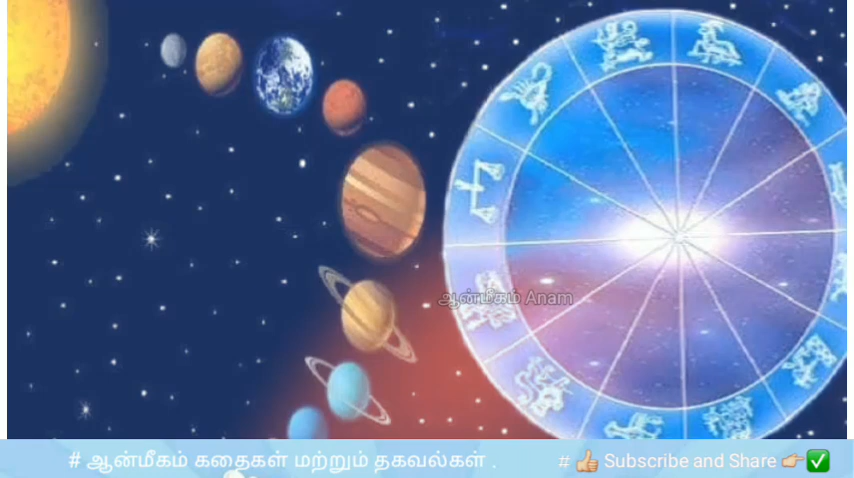 ஆன்மீகம் Anam
# ஆன்மீகம் கதைகள் மற்றும் தகவல்கள் . # 👍 Subscribe and Share 👉✅